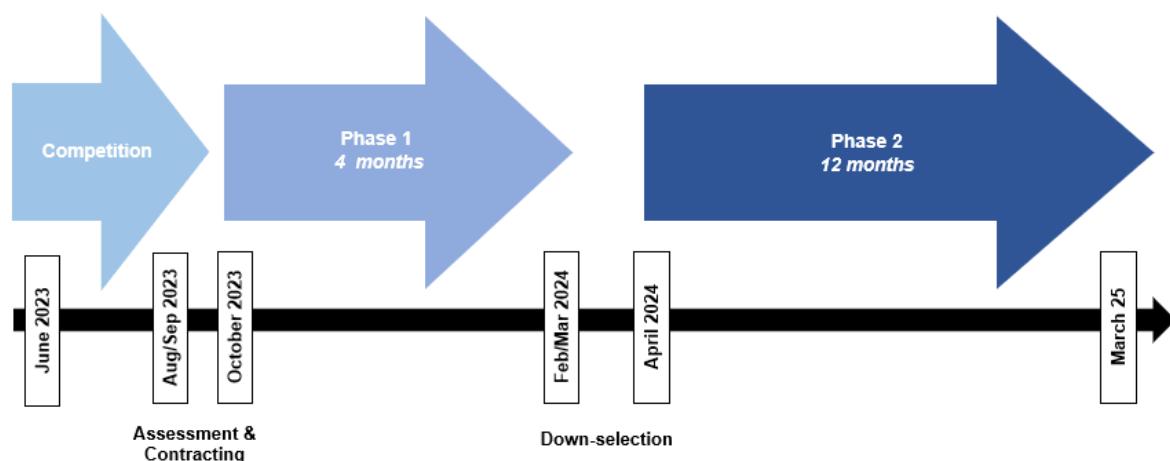 Competition
Phase 1
4 months
Phase 2
12 months
June 2023
Aug/Sep 2023
October 2023
Feb/Mar 2024
April 2024
March 25
Assessment &
Contracting
Down-selection